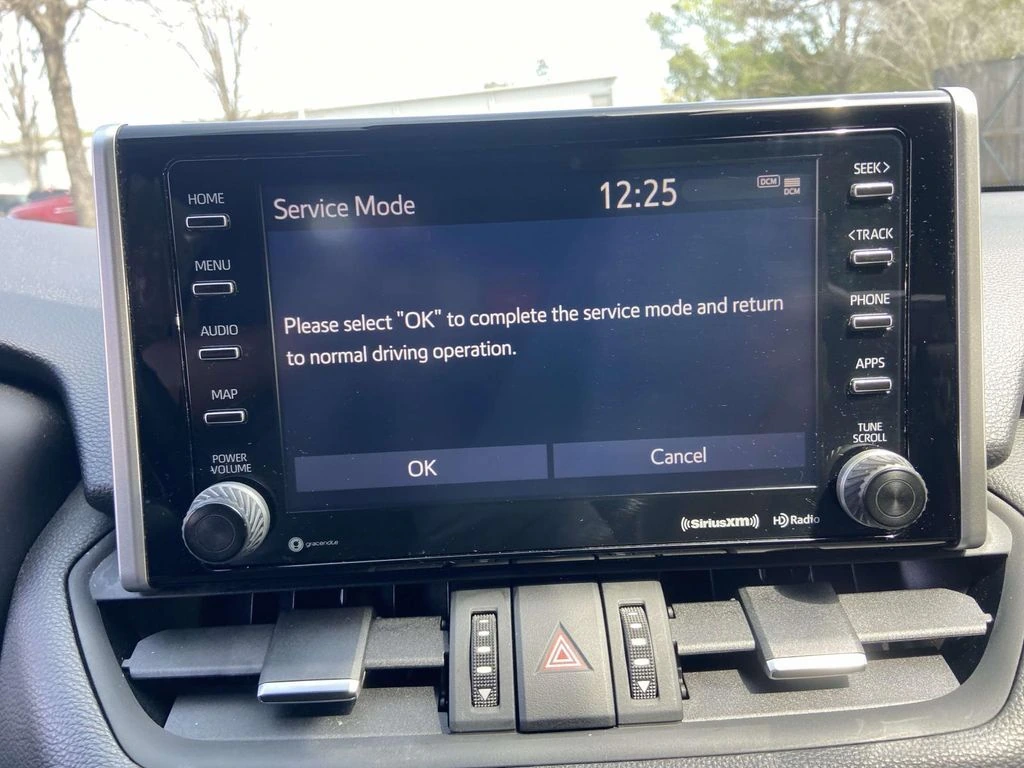 HOME
MENU
AUDIO
MAP
POWER
VOLUME
Service Mode
12:25
DCM
DCM
Please select "OK" to complete the service mode and return
to normal driving operation.
OK
Cancel
SEEK>
<TRACK
PHONE
APPS
TUNE
SCROLL
gracenote
((SiriusXM))
HD Radio